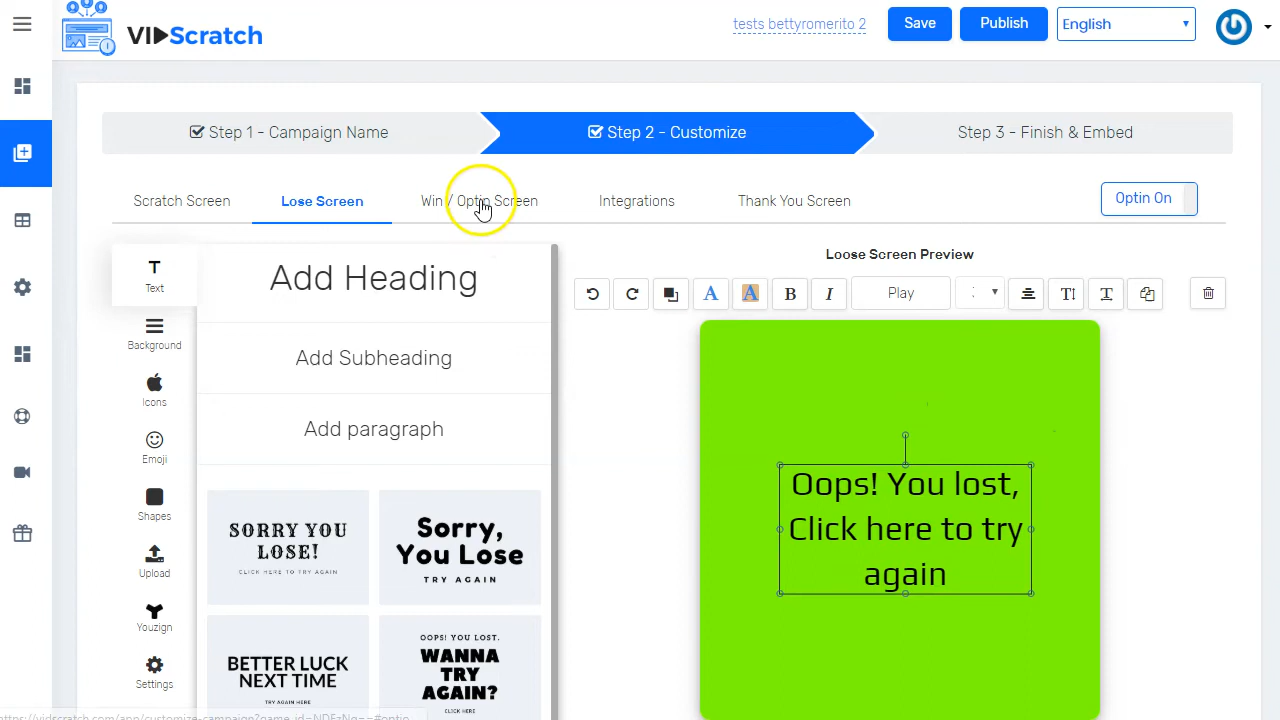 VIDScratch
tests bettyromerito 2
Save
Publish
English
Step 1 - Campaign Name
Step 2 - Customize
Step 3 - Finish & Embed
Scratch Screen
Lose Screen
Win / Optin Screen
Integrations
Thank You Screen
Optin On
Text
Background
Icons
Emoji
Shapes
Upload
Youzign
Settings
Add Heading
Add Subheading
Add paragraph
SORRY YOU
LOSE!
CLICK HERE TO TRY AGAIN
Sorry,
You Lose
TRY AGAIN
BETTER LUCK
NEXT TIME
TRY AGAIN HERE
OOPS! YOU LOST.
WANNA
TRY
AGAIN?
CLICK HERE
Loose Screen Preview
A
A
B
I
Play
Oops! You lost,
Click here to try
again